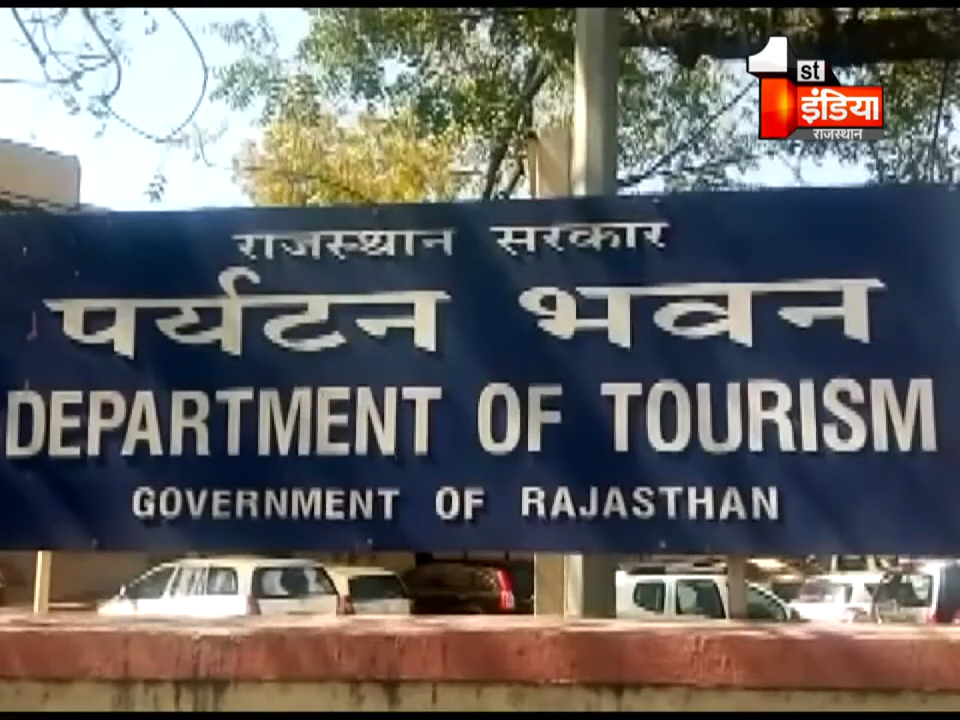 1st
इंडिया
राजस्थान
राजस्थान सरकार
पर्यटन भवन
DEPARTMENT OF TOURISM
GOVERNMENT OF RAJASTHAN